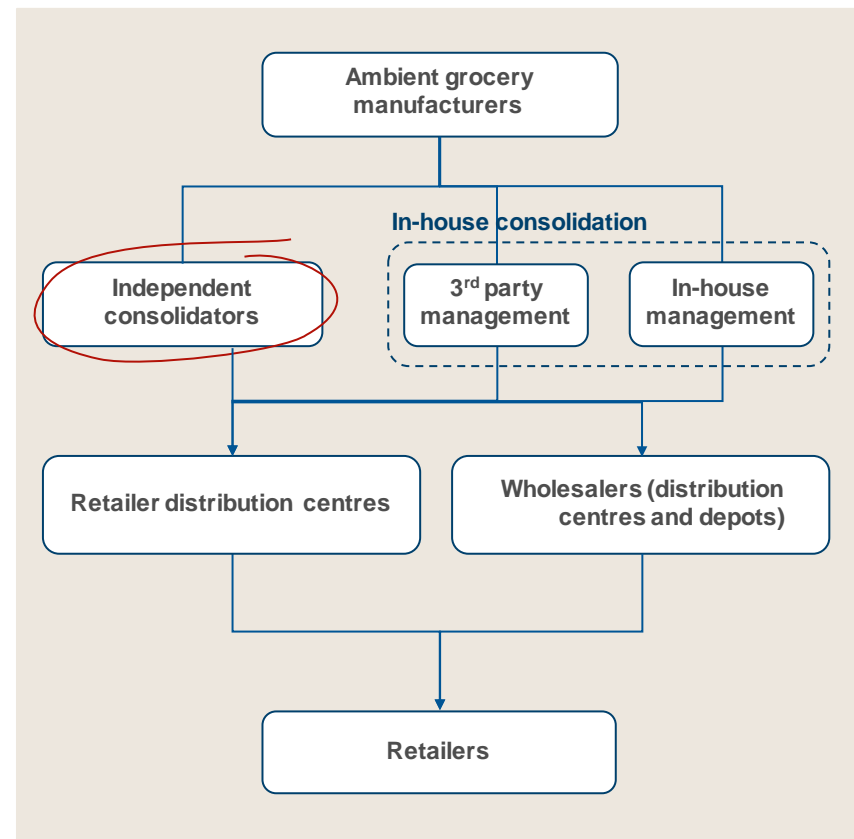 Ambient grocery
manufacturers
In-house consolidation
Independent
consolidators
3rd party
management
In-house
management
Retailer distribution centres
Wholesalers (distribution
centres and depots)
Retailers